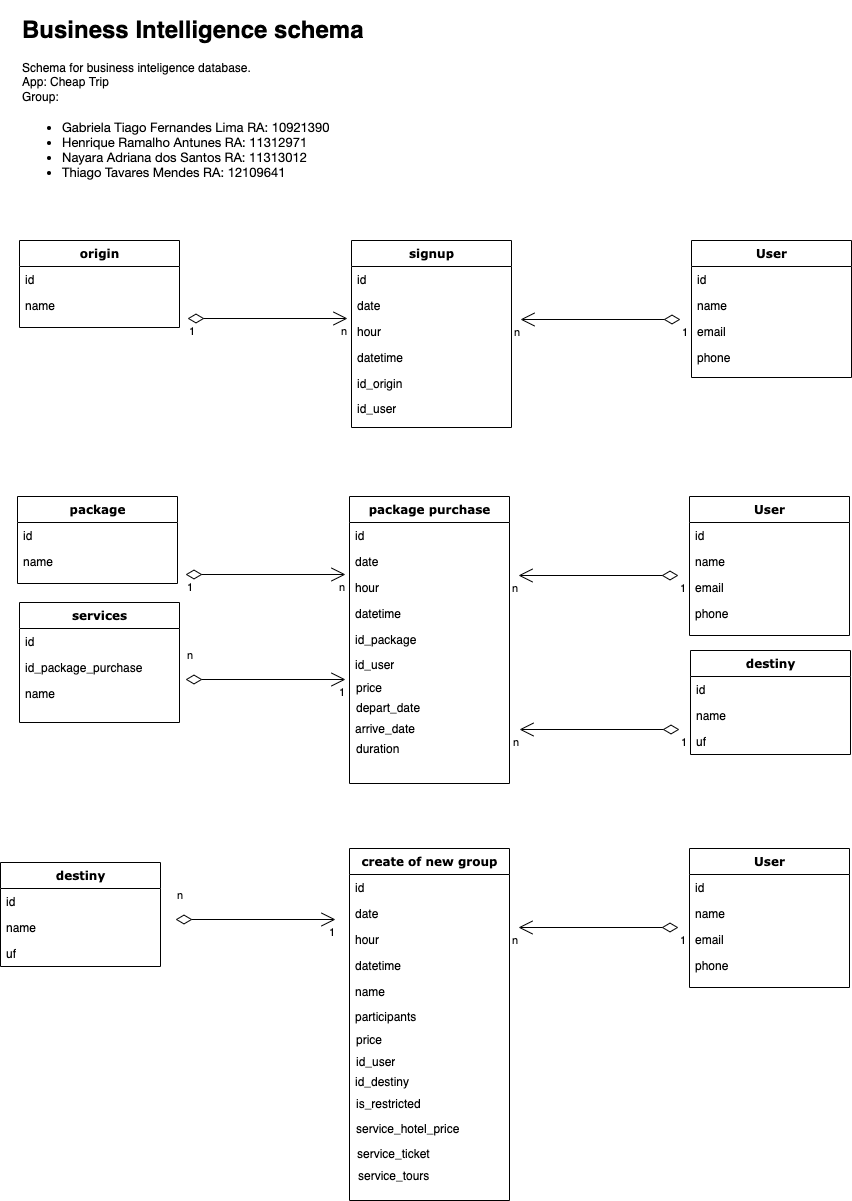 Business Intelligence schema
Schema for business inteligence database.
App: Cheap Trip
Group:
• Gabriela Tiago Fernandes Lima RA: 10921390
• Henrique Ramalho Antunes RA: 11312971
• Nayara Adriana dos Santos RA: 11313012
• Thiago Tavares Mendes RA: 12109641
origin
id
name
1
n
signup
id
date
hour
datetime
id_origin
id_user
n
1
User
id
name
email
phone
package
id
name
1
n
services
id
id_package_purchase
name
n
1
package purchase
id
date
hour
datetime
id_package
id_user
price
depart_date
arrive_date
duration
n
1
User
id
name
email
phone
n
1
destiny
id
name
uf
destiny
id
name
uf
n
1
create of new group
id
date
hour
datetime
name
participants
price
id_user
id_destiny
is_restricted
service_hotel_price
service_ticket
service_tours
n
1
User
id
name
email
phone